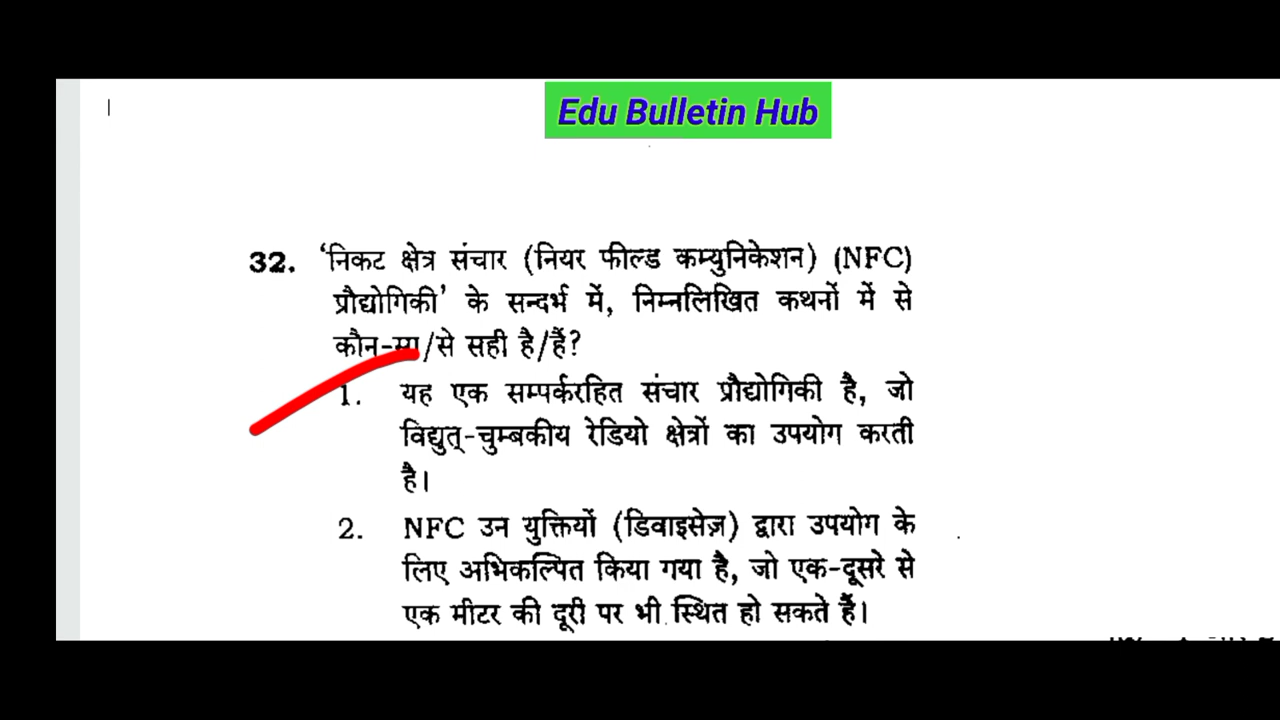 Edu Bulletin Hub
32. 'निकट क्षेत्र संचार (नियर फील्ड कम्युनिकेशन) (NFC)
प्रौद्योगिकी' के सन्दर्भ में, निम्नलिखित कथनों में से
कौन-सा/से सही है/हैं?
1. यह एक सम्पर्करहित संचार प्रौद्योगिकी है, जो
विद्युत्-चुम्बकीय रेडियो क्षेत्रों का उपयोग करती
है।
2. NFC उन युक्तियों (डिवाइसेज़) द्वारा उपयोग के
लिए अभिकल्पित किया गया है, जो एक-दूसरे से
एक मीटर की दूरी पर भी स्थित हो सकते हैं।